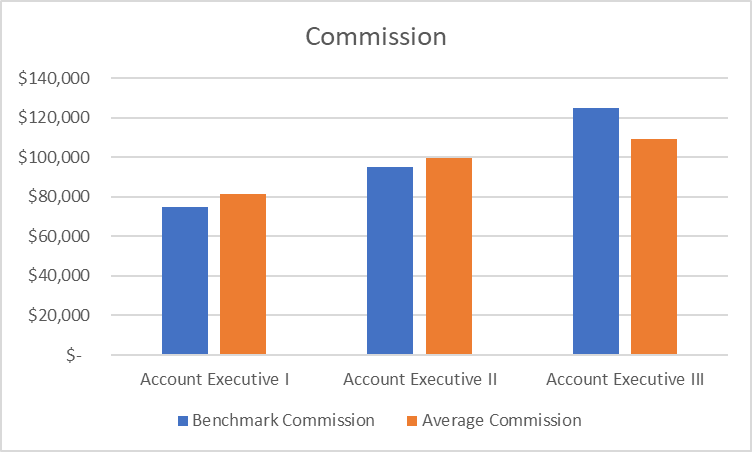 Commission
$140,000
$120,000
$100,000
$80,000
$60,000
$40,000
$20,000
$-
Account Executive I Account Executive II Account Executive III
Benchmark Commission Average Commission